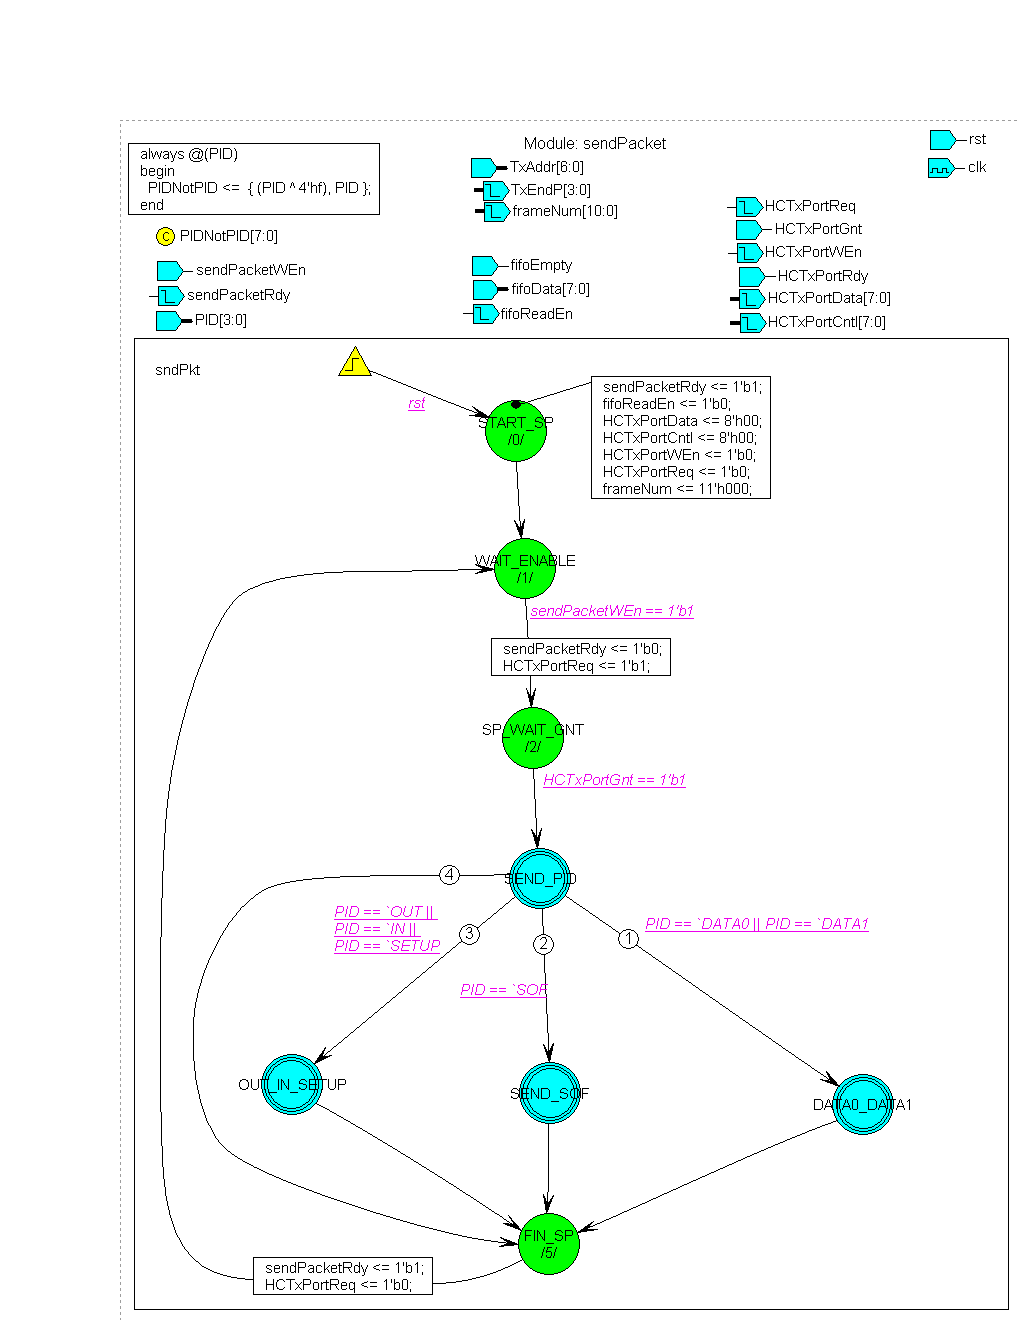 Module: sendPacket
always @(PID)
begin
PIDNotPID <= { (PID ^ 4'hf), PID };
end
PIDNotPID[7:0]
C
sendPacketWEn
sendPacketRdy
PID[3:0]
TxAddr[6:0]
TxEndP[3:0]
frameNum[10:0]
fifoEmpty
fifoData[7:0]
fifoReadEn
rst
clk
HCTxPortReq
HCTxPortGnt
HCTxPortWEn
HCTxPortRdy
HCTxPortData[7:0]
HCTxPortCntl[7:0]
sndPkt
rst
START_SP
/0/
sendPacketRdy <= 1'b1;
fifoReadEn <= 1'b0;
HCTxPortData <= 8'h00;
HCTxPortCntl <= 8'h00;
HCTxPortWEn <= 1'b0;
HCTxPortReq <= 1'b0;
frameNum <= 11'h000;
WAIT_ENABLE
/1/
sendPacketWEn == 1'b1
sendPacketRdy <= 1'b0;
HCTxPortReq <= 1'b1;
SP_WAIT_GNT
/2/
HCTxPortGnt == 1'b1
SEND_PID
4
PID == `OUT ||
PID == `IN ||
PID == `SETUP
3
2
1
PID == `DATA0 || PID == `DATA1
PID == `SOF
OUT_IN_SETUP
SEND_SOF
DATA0_DATA1
FIN_SP
/5/
sendPacketRdy <= 1'b1;
HCTxPortReq <= 1'b0;